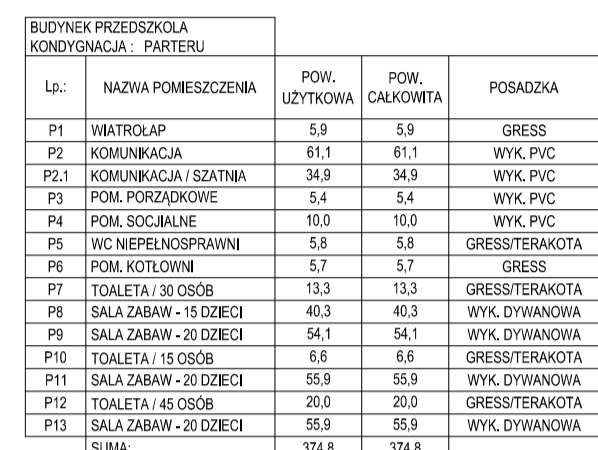 BUDYNEK PRZEDSZKOLA
KONDYGNACJA : PARTERU
Lp.: NAZWA POMIESZCZENIA POW. UŻYTKOWA POW. CAŁKOWITA POSADZKA
P1 WIATROŁAP 5,9 5,9 GRESS
P2 KOMUNIKACJA 61,1 61,1 WYK. PVC
P2.1 KOMUNIKACJA / SZATNIA 34,9 34,9 WYK. PVC
P3 POM. PORZĄDKOWE 5,4 5,4 WYK. PVC
P4 POM. SOCJALNE 10,0 10,0 WYK. PVC
P5 WC NIEPEŁNOSPRAWNI 5,8 5,8 GRESS/TERAKOTA
P6 POM. KOTŁOWNI 5,7 5,7 GRESS
P7 TOALETA / 30 OSÓB 13,3 13,3 GRESS/TERAKOTA
P8 SALA ZABAW - 15 DZIECI 40,3 40,3 WYK. DYWANOWA
P9 SALA ZABAW - 20 DZIECI 54,1 54,1 WYK. DYWANOWA
P10 TOALETA / 15 OSÓB 6,6 6,6 GRESS/TERAKOTA
P11 SALA ZABAW - 20 DZIECI 55,9 55,9 WYK. DYWANOWA
P12 TOALETA / 45 OSÓB 20,0 20,0 GRESS/TERAKOTA
P13 SALA ZABAW - 20 DZIECI 55,9 55,9 WYK. DYWANOWA
SUMA: 374,8 374,8